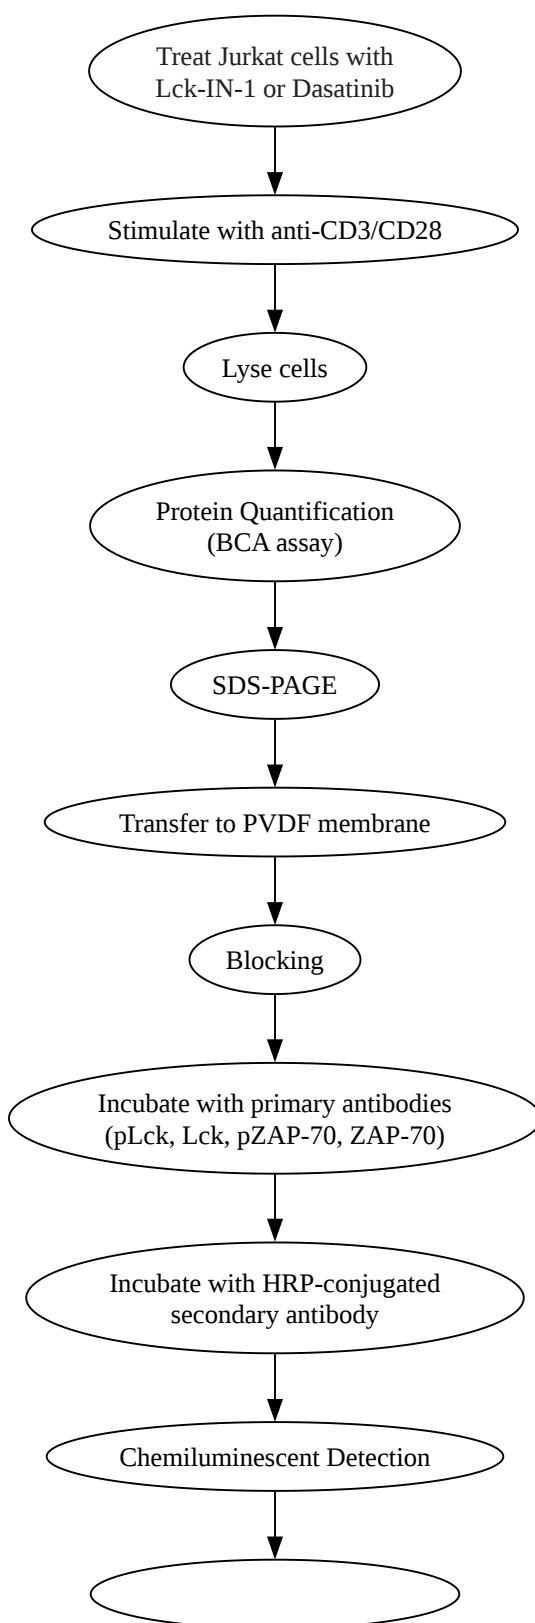 Treat Jurkat cells with
Lck-IN-1 or Dasatinib
Stimulate with anti-CD3/CD28
Lyse cells
Protein Quantification
(BCA assay)
SDS-PAGE
Transfer to PVDF membrane
Blocking
Incubate with primary antibodies
(pLck, Lck, pZAP-70, ZAP-70)
Incubate with HRP-conjugated
secondary antibody
Chemiluminescent Detection